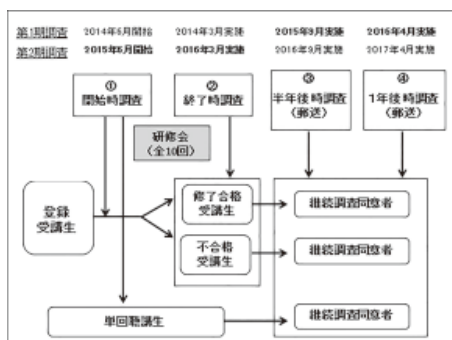 第1期調査 2014年6月開始 2014年3月実施 2015年9月実施 2016年4月実施
第2期調査 2015年6月開始 2016年3月実施 2016年9月実施 2017年4月実施
① 開始時調査
② 終了時調査
③ 半年後時調査
（郵送）
④ 1年後時調査
（郵送）
研修会
（全10回）
登録
受講生
修了合格
受講生
不合格
受講生
単回聴講生
継続調査同意者
継続調査同意者
継続調査同意者